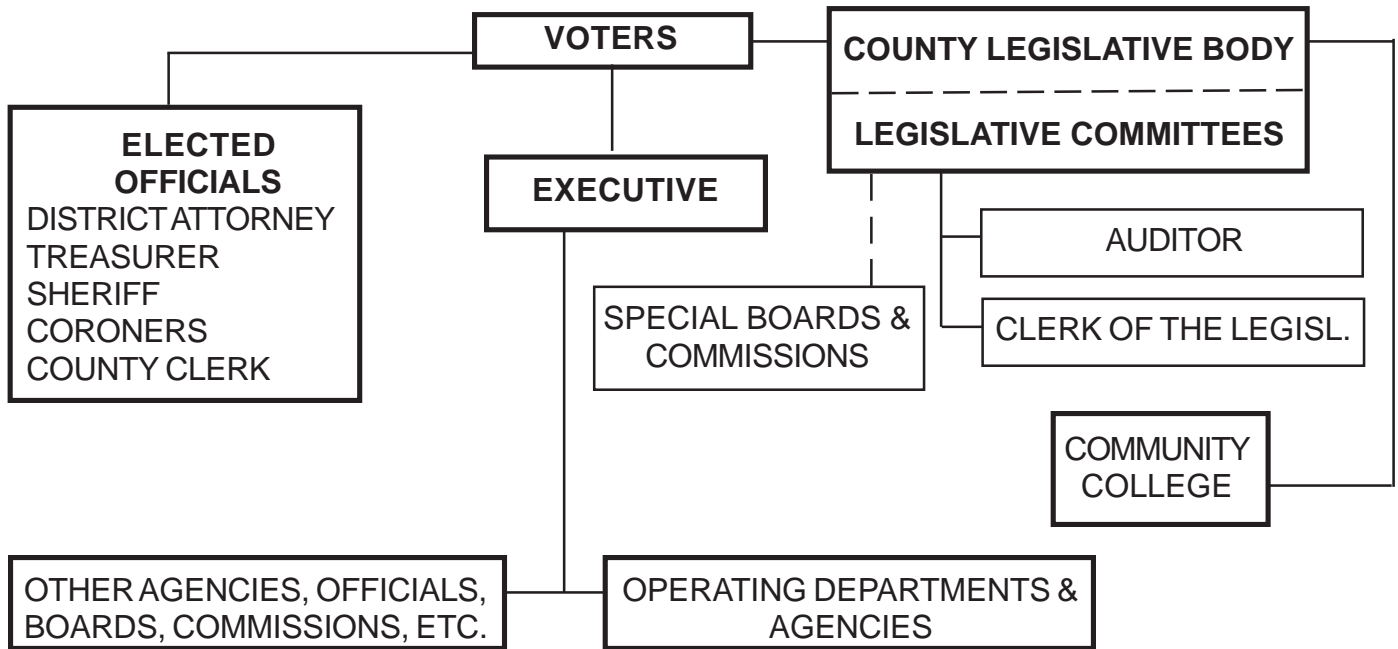 VOTERS
COUNTY LEGISLATIVE BODY
LEGISLATIVE COMMITTEES
ELECTED
OFFICIALS
DISTRICT ATTORNEY
TREASURER
SHERIFF
CORONERS
COUNTY CLERK
EXECUTIVE
AUDITOR
SPECIAL BOARDS &
COMMISSIONS
CLERK OF THE LEGISL.
COMMUNITY
COLLEGE
OTHER AGENCIES, OFFICIALS,
BOARDS, COMMISSIONS, ETC.
OPERATING DEPARTMENTS &
AGENCIES